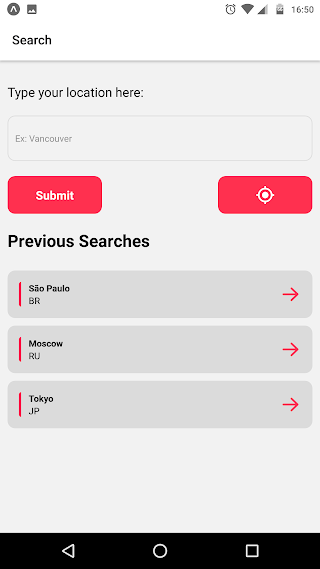 16:50
Search
Type your location here:
Ex: Vancouver
Submit
Previous Searches
São Paulo
BR
Moscow
RU
Tokyo
JP